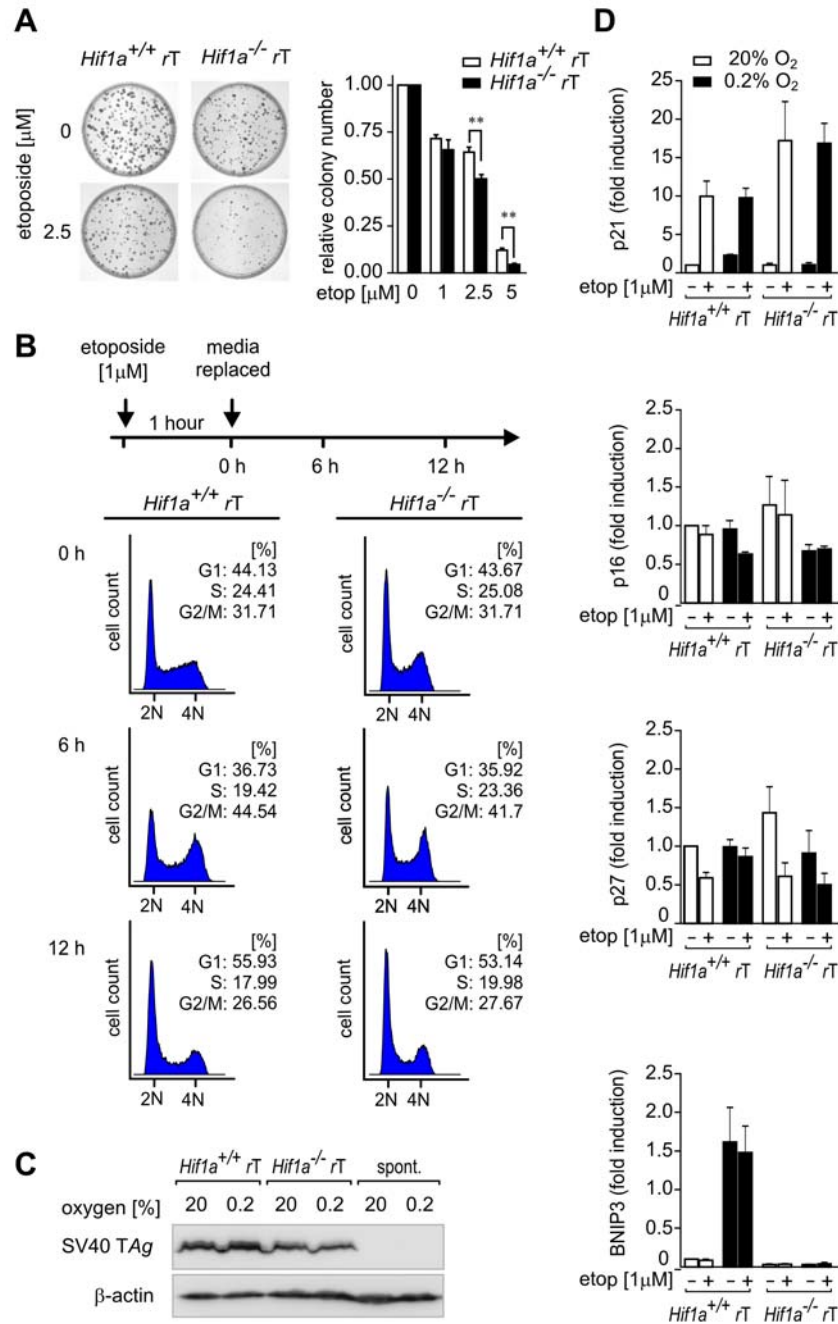 A
Hif1a+/+ rT
Hif1a-/- rT
etoposide [µM]
0
2.5
Hif1a+/+ rT
Hif1a-/- rT
relative colony number
1.00
0.75
0.50
0.25
0.00
**
**
etop [µM] 0 1 2.5 5
B
etoposide
[1µM]
media
replaced
1 hour
0 h
6 h
12 h
Hif1a+/+ rT
Hif1a-/- rT
0 h
cell count
[%]
G1: 44.13
S: 24.41
G2/M: 31.71
2N 4N
cell count
[%]
43.67
25.08
31.71
2N 4N
6 h
cell count
[%]
G1: 36.73
S: 19.42
G2/M: 44.54
2N 4N
cell count
[%]
G1: 35.92
S: 23.36
G2/M: 41.7
2N 4N
12 h
cell count
[%]
G1: 55.93
S: 17.99
G2/M: 26.56
2N 4N
cell count
[%]
G1: 53.14
S: 19.98
G2/M: 27.67
2N 4N
C
Hif1a+/+ rT
Hif1a-/- rT
spont.
oxygen [%] 20 0.2 20 0.2 20 0.2
SV40 TAg
β-actin
D
20% O2
0.2% O2
p21 (fold induction)
25
20
15
10
5
0
etop [1µM] - + - + - + - +
Hif1a+/+ rT
Hif1a-/- rT
p16 (fold induction)
2.5
2.0
1.5
1.0
0.5
0
etop [1µM] - + - + - + - +
Hif1a+/+ rT
Hif1a-/- rT
p27 (fold induction)
2.5
2.0
1.5
1.0
0.5
0
etop [1µM] - + - + - + - +
Hif1a+/+ rT
Hif1a-/- rT
BNIP3 (fold induction)
2.5
2.0
1.5
1.0
0.5
0
etop [1µM] - + - + - + - +
Hif1a+/+ rT
Hif1a-/- rT